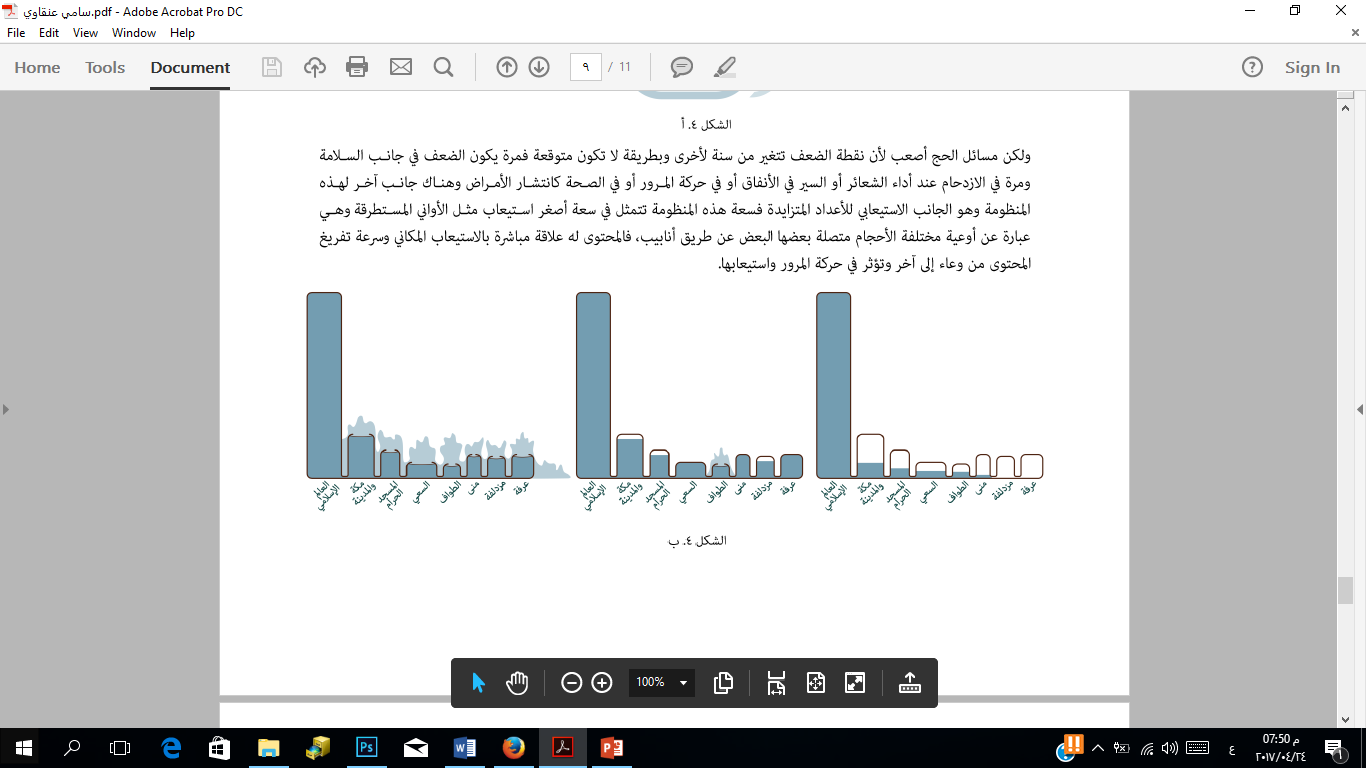 سامي عنقاوي.pdf - Adobe Acrobat Pro DC
File Edit View Window Help
Home Tools Document ٩ / 11 Sign In
الشكل ٤. أ
ولكن مسائل الحج أصعب لأن نقطة الضعف تتغير من سنة لأخرى وبطريقة لا تكون متوقعة فمرة يكون الضعف في جانب السلامة
ومرة في الازدحام عند أداء الشعائر أو السير في الأنفاق أو في حركة المرور أو في الصحة كانتشار الأمراض وهناك جانب آخر لهذه
المنظومة وهو الجانب الاستيعابي للأعداد المتزايدة فسعة هذه المنظومة تتمثل في سعة أصغر استيعاب مثل الأواني المستطرقة وهي
عبارة عن أوعية مختلفة الأحجام متصلة بعضها البعض عن طريق أنابيب، فالمحتوى له علاقة مباشرة بالاستيعاب المكاني وسرعة تفريغ
المحتوى من وعاء إلى آخر وتؤثر في حركة المرور واستيعابها.
العالم الإسلامي
مكة والمدينة
المسجد الحرام
السعي
الطواف
منى
مزدلفة
عرفة
العالم الإسلامي
مكة والمدينة
المسجد الحرام
السعي
الطواف
منى
مزدلفة
عرفة
العالم الإسلامي
مكة والمدينة
المسجد الحرام
السعي
الطواف
منى
مزدلفة
عرفة
الشكل ٤. ب
100%
ع
07:50 م
٢٠١٧/٠٤/٢٤
1